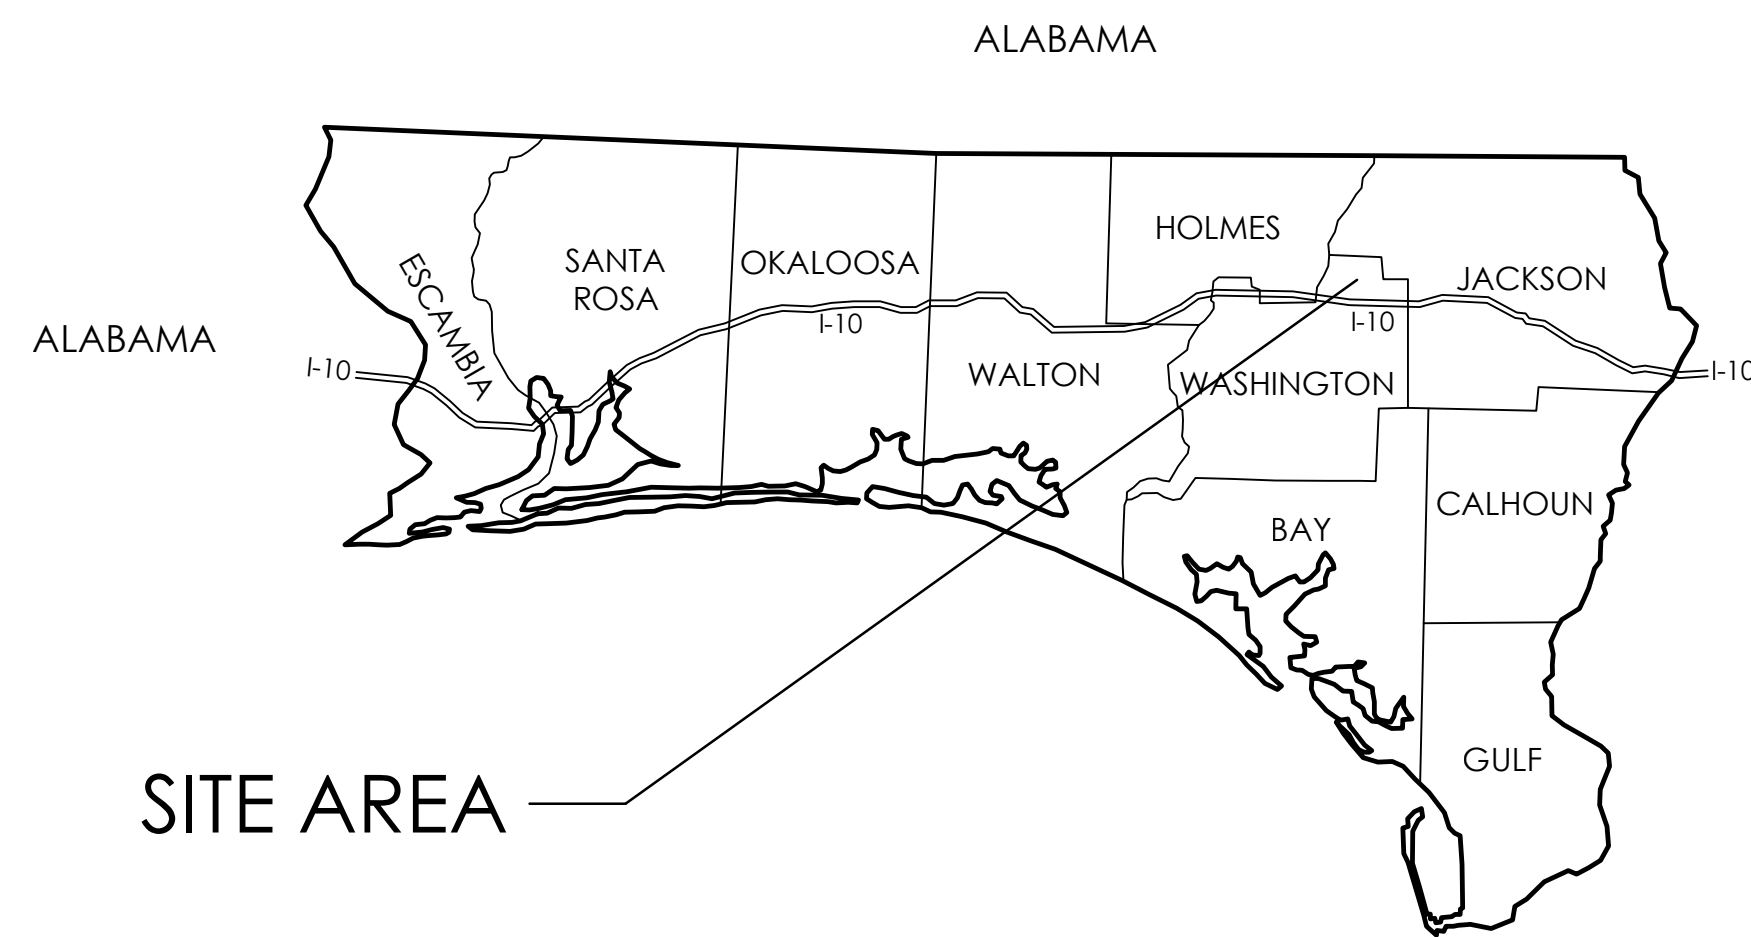 ALABAMA
HOLMES
SANTA
ROSA
OKALOOSA
JACKSON
ESCAMBIA
I-10
I-10
ALABAMA
I-10
I-10
WALTON
WASHINGTON
CALHOUN
BAY
GULF
SITE AREA